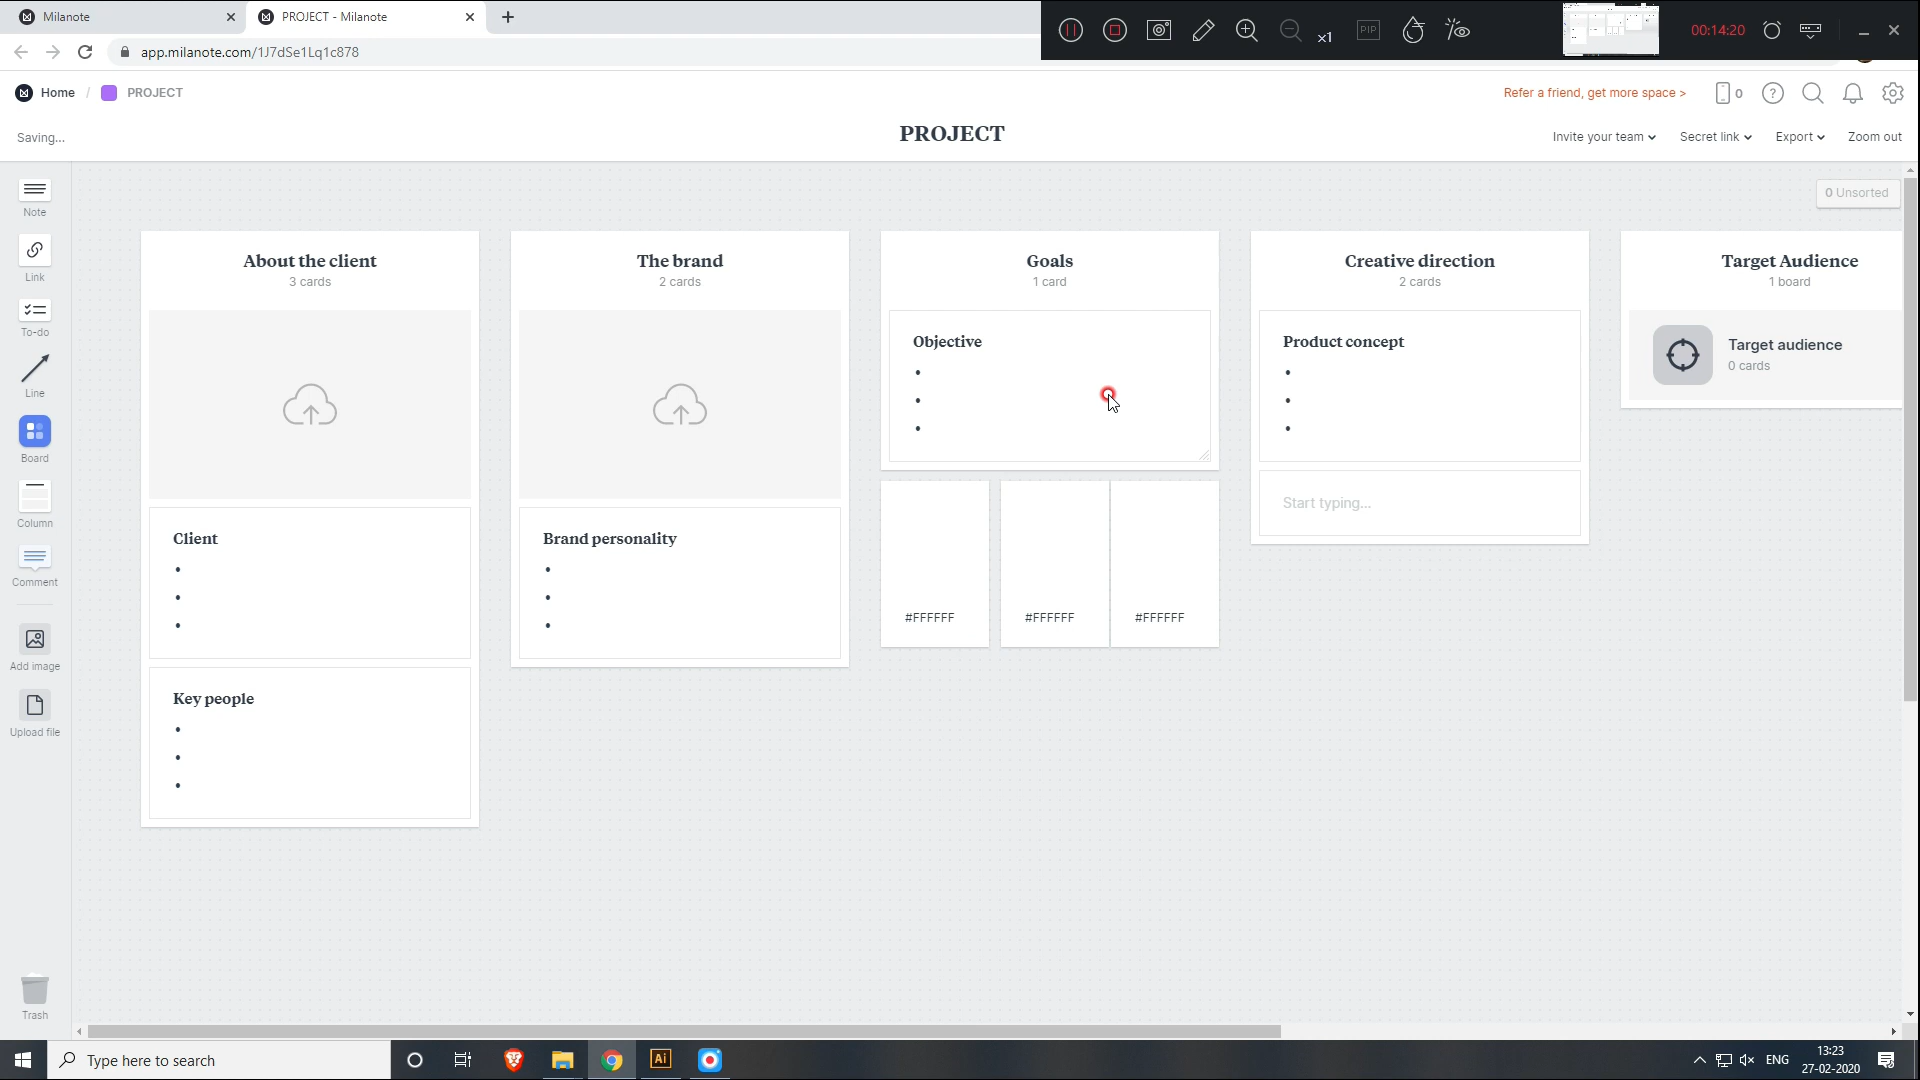 Milanote
PROJECT - Milanote
x1
PIP
00:14:20
app.milanote.com/1J7dSe1Lq1c878
Home / PROJECT
Refer a friend, get more space >
0
Saving...
PROJECT
Invite your team
Secret link
Export
Zoom out
0 Unsorted
Note
Link
To-do
Line
Board
Column
Comment
Add image
Upload file
Trash
About the client
3 cards
Client
Key people
The brand
2 cards
Brand personality
Goals
1 card
Objective
#FFFFFF
#FFFFFF
#FFFFFF
Creative direction
2 cards
Product concept
Start typing...
Target Audience
1 board
Target audience
0 cards
Type here to search
Ai
ENG
13:23
27-02-2020